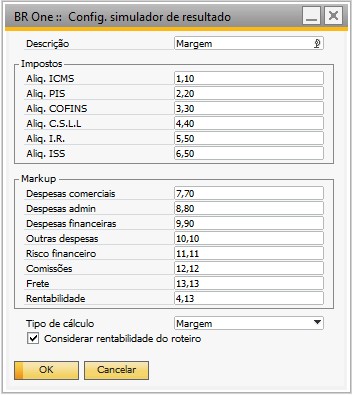 BR One :: Config. simulador de resultado
Descrição Margem
Impostos
Aliq. ICMS 1,10
Aliq. PIS 2,20
Aliq. COFINS 3,30
Aliq. C.S.L.L 4,40
Aliq. I.R. 5,50
Aliq. ISS 6,50
Markup
Despesas comerciais 7,70
Despesas admin 8,80
Despesas financeiras 9,90
Outras despesas 10,10
Risco financeiro 11,11
Comissões 12,12
Frete 13,13
Rentabilidade 4,13
Tipo de cálculo Margem
Considerar rentabilidade do roteiro
OK Cancelar